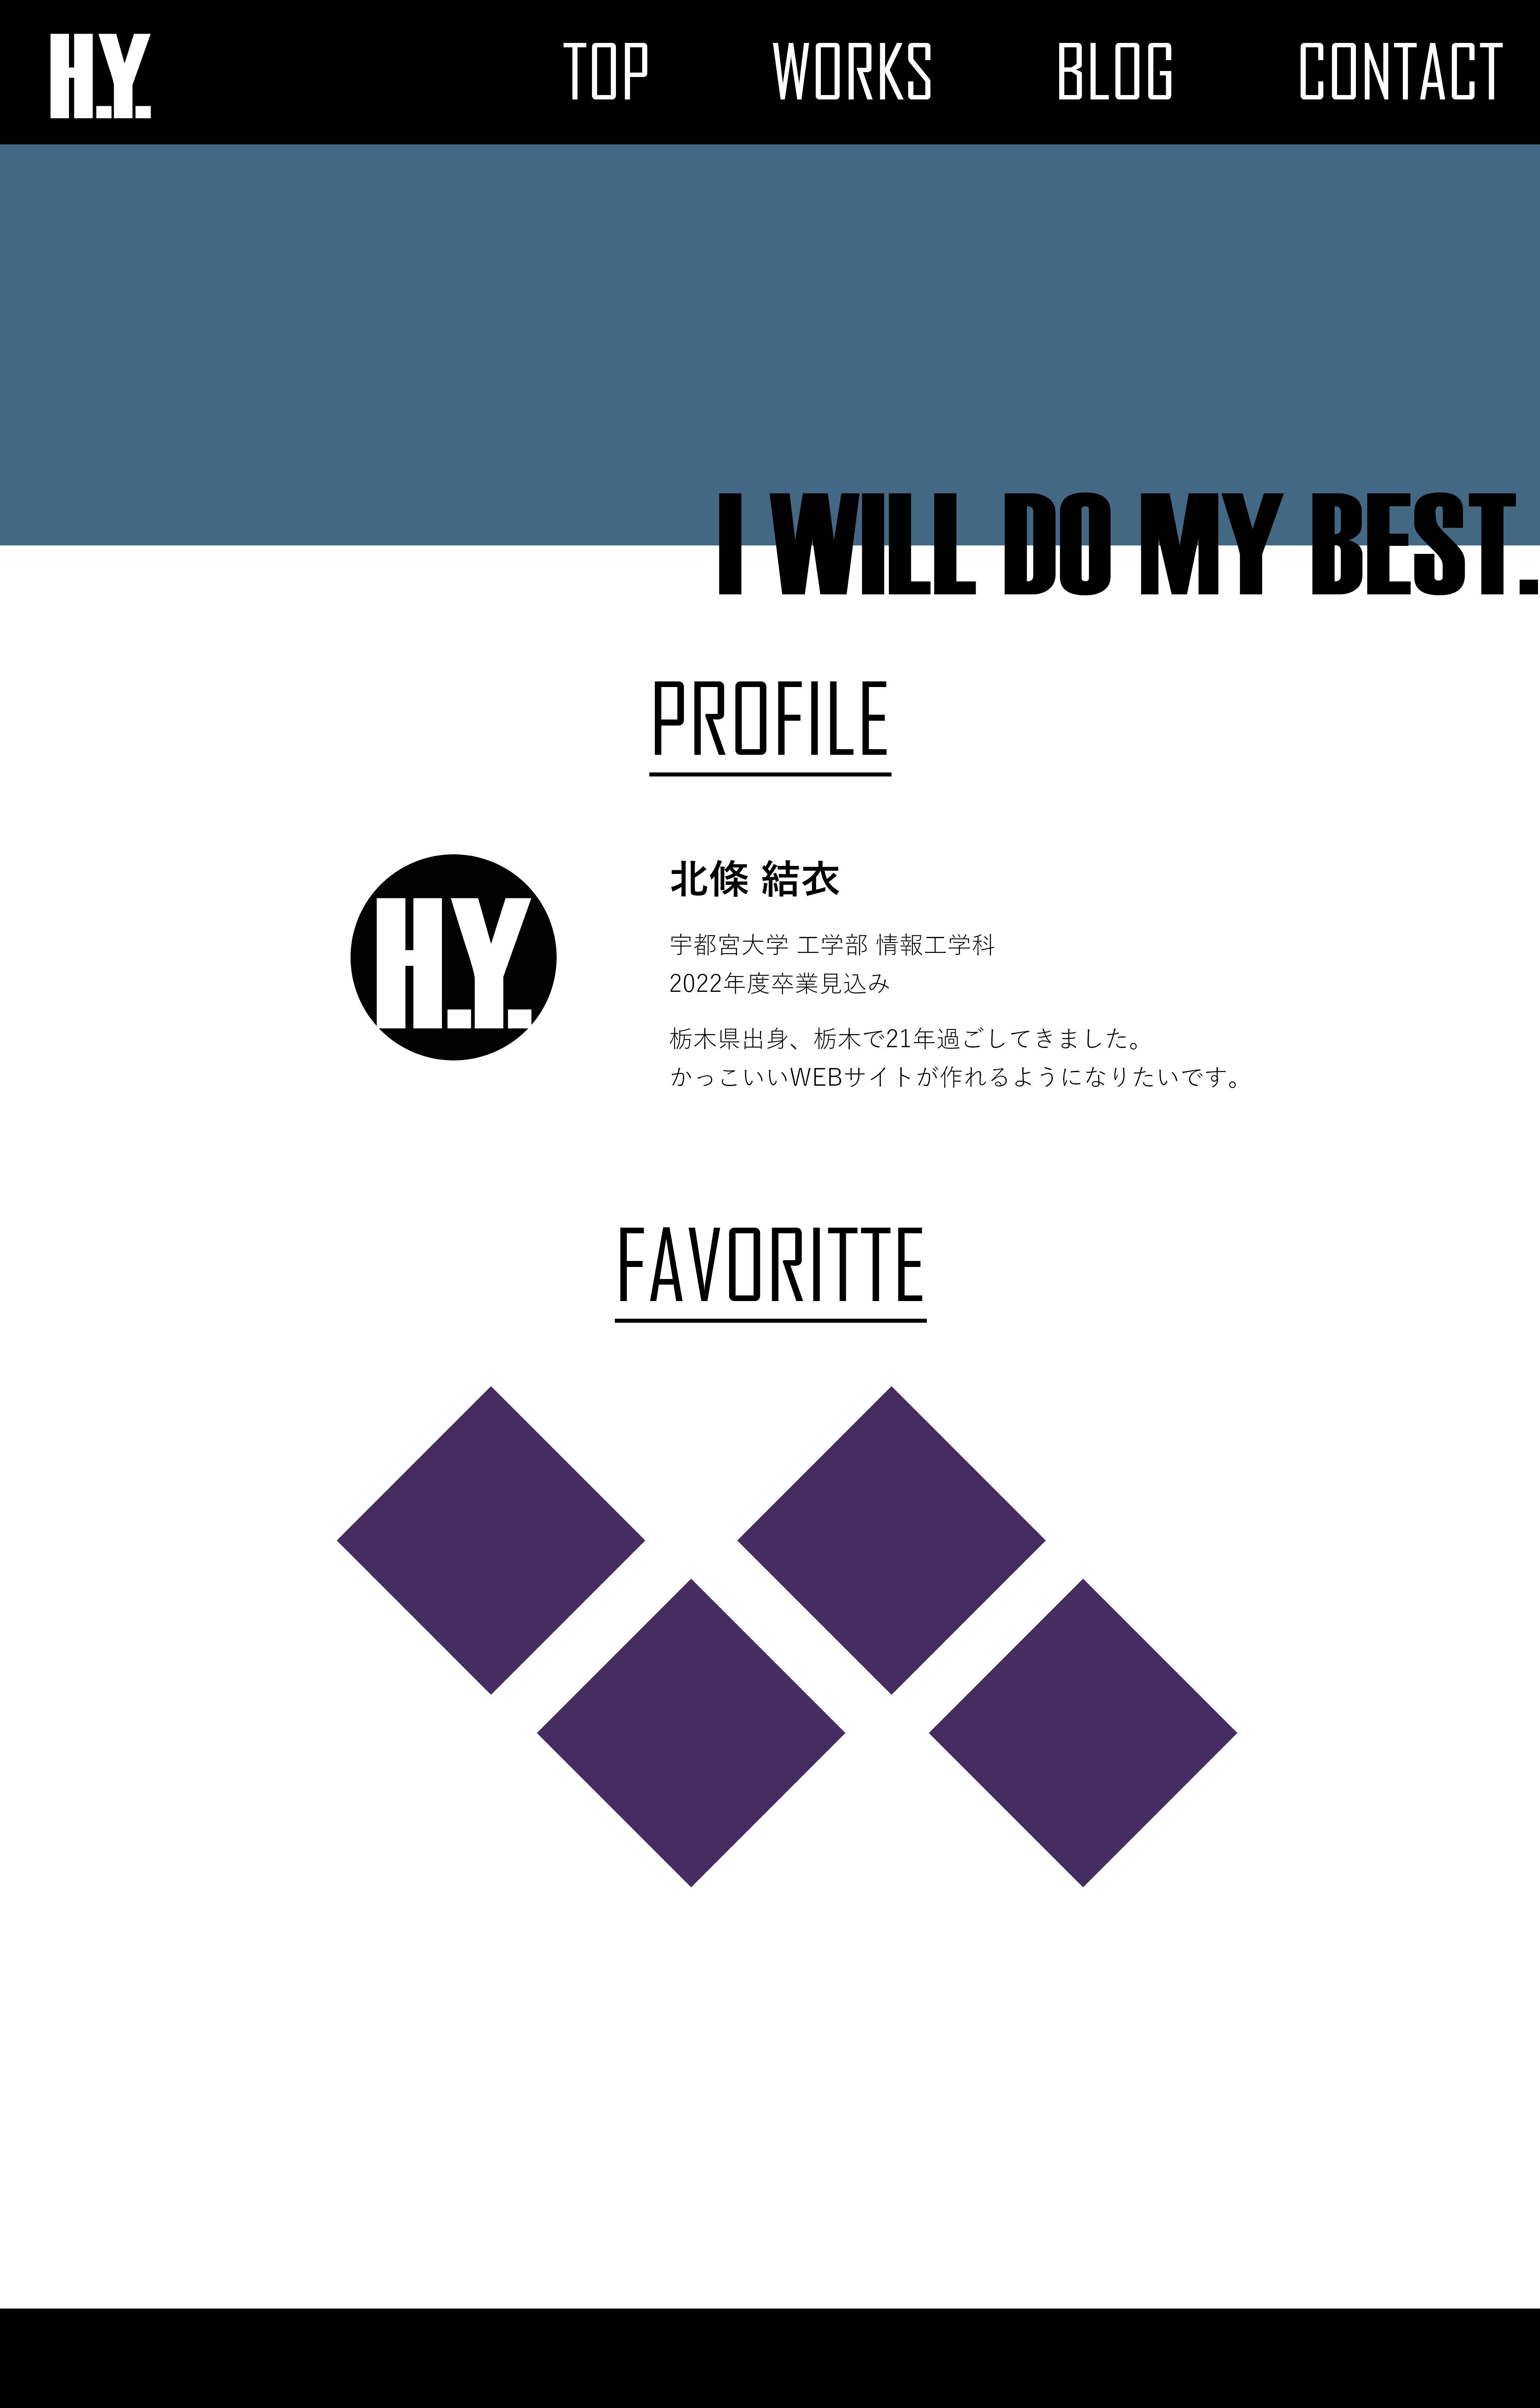 H.Y.
TOP WORKS BLOG CONTACT
I WILL DO MY BEST.
PROFILE
H.Y.
北條 結衣
宇都宮大学 工学部 情報工学科
2022年度卒業見込み
栃木県出身、栃木で21年過ごしてきました。
かっこいいWEBサイトが作れるようになりたいです。
FAVORITTE